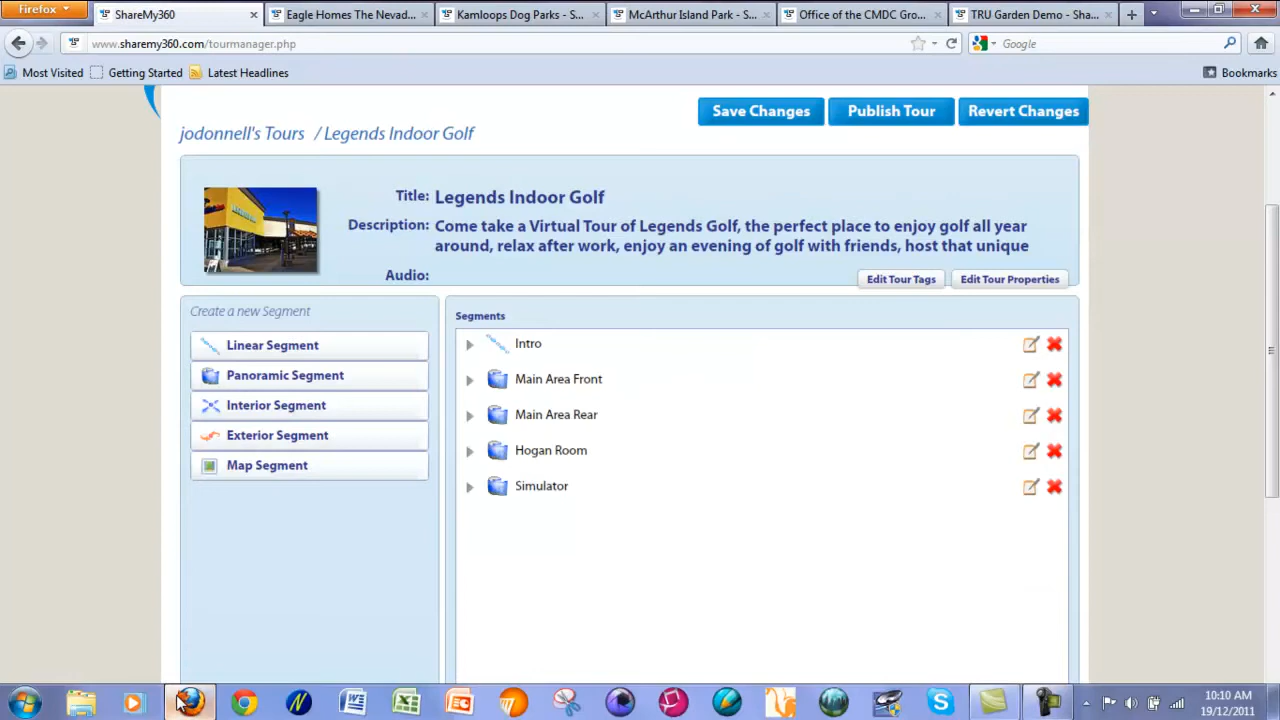 Firefox
ShareMy360
Eagle Homes The Nevad...
Kamloops Dog Parks - S...
McArthur Island Park - S...
Office of the CMDC Gro...
TRU Garden Demo - Sha...
www.sharemy360.com/tourmanager.php
Google
Most Visited
Getting Started
Latest Headlines
Bookmarks
Save Changes
Publish Tour
Revert Changes
jodonnell's Tours / Legends Indoor Golf
Title: Legends Indoor Golf
Description: Come take a Virtual Tour of Legends Golf, the perfect place to enjoy golf all year
around, relax after work, enjoy an evening of golf with friends, host that unique
Audio:
Edit Tour Tags
Edit Tour Properties
Create a new Segment
Linear Segment
Panoramic Segment
Interior Segment
Exterior Segment
Map Segment
Segments
Intro
Main Area Front
Main Area Rear
Hogan Room
Simulator
10:10 AM
19/12/2011